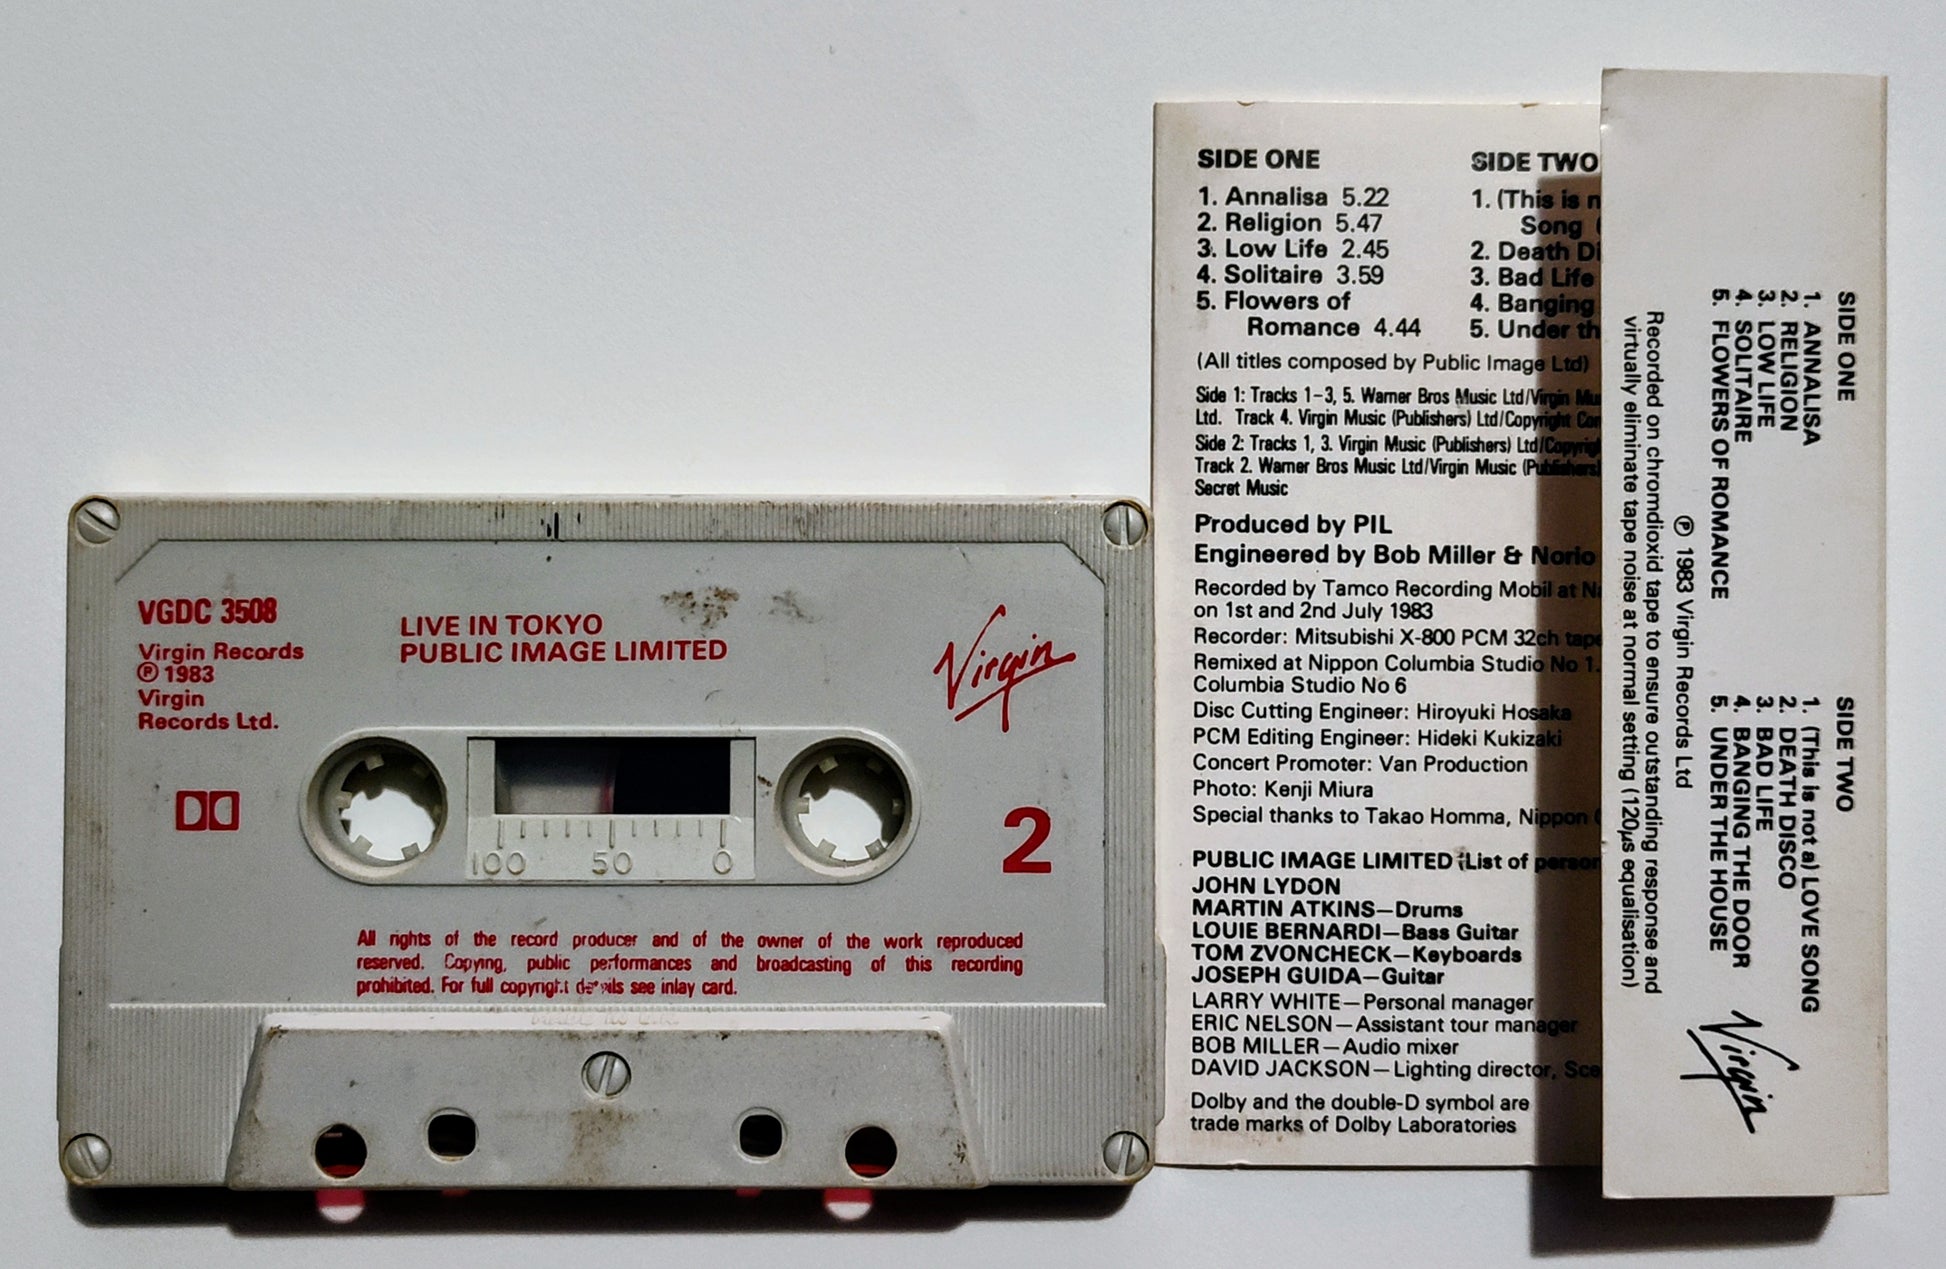 VGDC 3508
Virgin Records
℗ 1983
Virgin
Records Ltd.
LIVE IN TOKYO
PUBLIC IMAGE LIMITED
Virgin
2
100 50 0
All rights of the record producer and of the owner of the work reproduced
reserved. Copying, public performances and broadcasting of this recording
prohibited. For full copyright details see inlay card.
SIDE ONE
1. Annalisa 5.22
2. Religion 5.47
3. Low Life 2.45
4. Solitaire 3.59
5. Flowers of
Romance 4.44
SIDE TWO
1. (This is n
Song
2. Death Di
3. Bad Life
4. Banging
5. Under th
(All titles composed by Public Image Ltd)
Side 1: Tracks 1–3, 5. Warner Bros Music Ltd/Virgin Mu
Ltd. Track 4. Virgin Music (Publishers) Ltd/Copyright Con
Side 2: Tracks 1, 3. Virgin Music (Publishers) Ltd/Copyrig
Track 2. Warner Bros Music Ltd/Virgin Music (Publishers)
Secret Music
Produced by PIL
Engineered by Bob Miller & Norio
Recorded by Tamco Recording Mobil at Na
on 1st and 2nd July 1983
Recorder: Mitsubishi X-800 PCM 32ch tape
Remixed at Nippon Columbia Studio No 1.
Columbia Studio No 6
Disc Cutting Engineer: Hiroyuki Hosaka
PCM Editing Engineer: Hideki Kukizaki
Concert Promoter: Van Production
Photo: Kenji Miura
Special thanks to Takao Homma, Nippon
PUBLIC IMAGE LIMITED (List of person
JOHN LYDON
MARTIN ATKINS—Drums
LOUIE BERNARDI—Bass Guitar
TOM ZVONCHECK—Keyboards
JOSEPH GUIDA—Guitar
LARRY WHITE—Personal manager
ERIC NELSON—Assistant tour manager
BOB MILLER—Audio mixer
DAVID JACKSON—Lighting director, Sce
Dolby and the double-D symbol are
trade marks of Dolby Laboratories
SIDE ONE
1. ANNALISA
2. RELIGION
3. LOW LIFE
4. SOLITAIRE
5. FLOWERS OF ROMANCE
SIDE TWO
1. (This is not a) LOVE SONG
2. DEATH DISCO
3. BAD LIFE
4. BANGING THE DOOR
5. UNDER THE HOUSE
℗ 1983 Virgin Records Ltd
Recorded on chromdioxid tape to ensure outstanding response and
virtually eliminate tape noise at normal setting (120µs equalisation)
Virgin